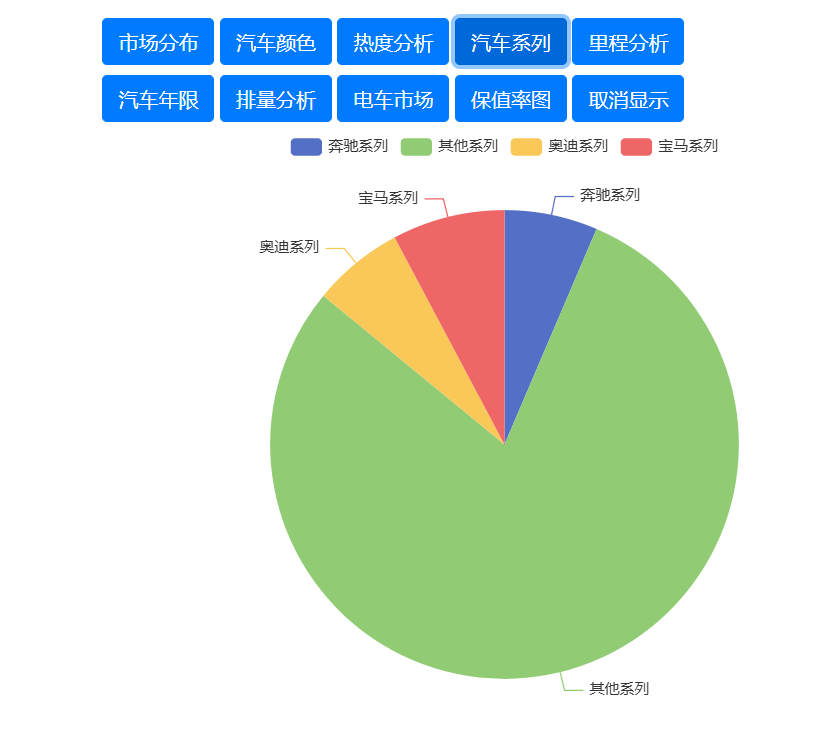 市场分布 汽车颜色 热度分析 汽车系列 里程分析
汽车年限 排量分析 电车市场 保值率图 取消显示
奔驰系列 其他系列 奥迪系列 宝马系列
宝马系列 奔驰系列
奥迪系列
其他系列